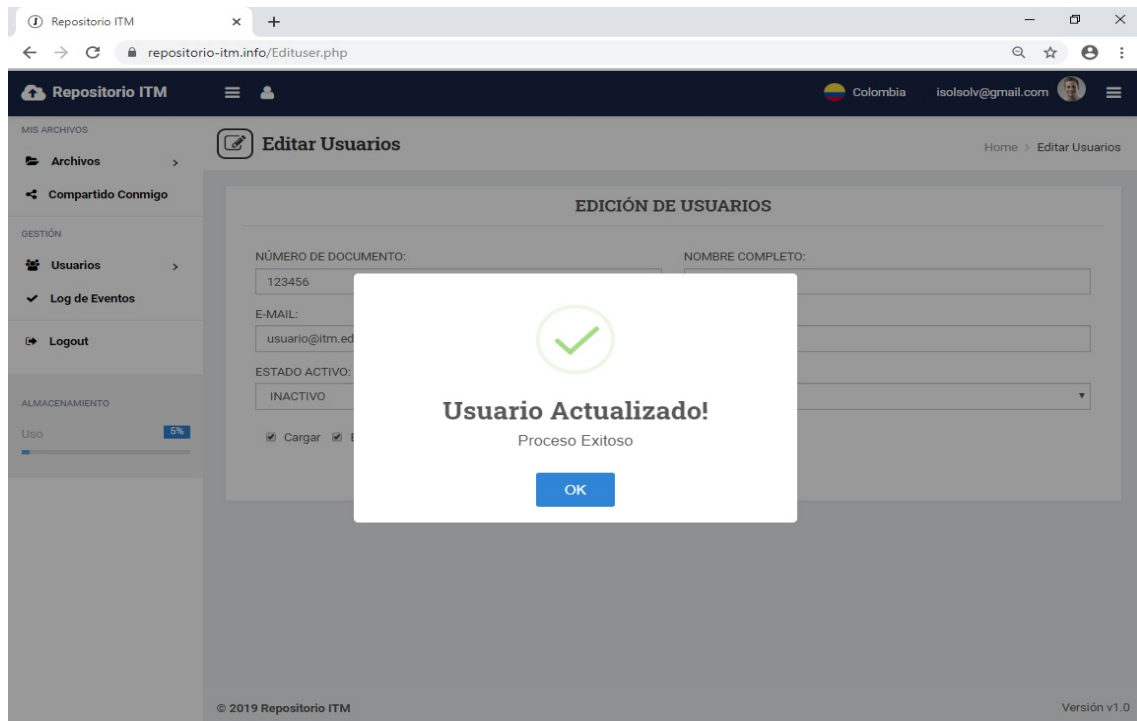 Repositorio ITM
repositorio-itm.info/Edituser.php
Repositorio ITM
Colombia
isolsolv@gmail.com
MIS ARCHIVOS
Archivos
Compartido Conmigo
GESTIÓN
Usuarios
Log de Eventos
Logout
ALMACENAMIENTO
Uso 5%
Editar Usuarios
Home > Editar Usuarios
EDICIÓN DE USUARIOS
NÚMERO DE DOCUMENTO:
123456
NOMBRE COMPLETO:
E-MAIL:
usuario@itm.ed
ESTADO ACTIVO:
INACTIVO
Cargar
Usuario Actualizado!
Proceso Exitoso
OK
© 2019 Repositorio ITM
Versión v1.0